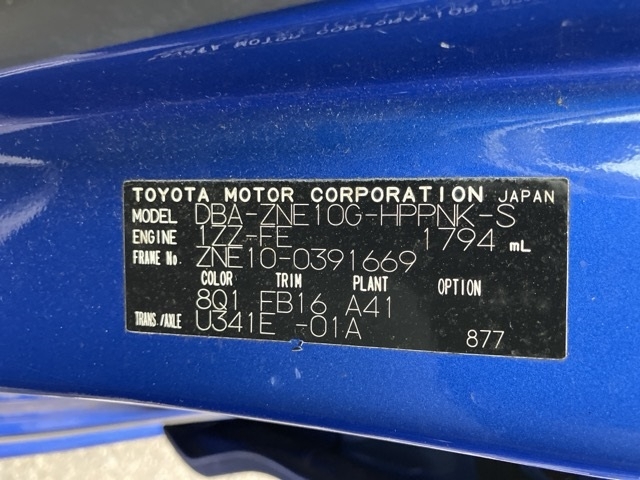 TOYOTA MOTOR CORPORATION JAPAN
MODEL DBA-ZNE10G-HPPNK-S
ENGINE 1ZZ-FE 1794 mL
FRAME No. ZNE10-0391669
COLOR TRIM PLANT OPTION
8Q1 FB16 A41
TRANS./AXLE U341E -01A
877